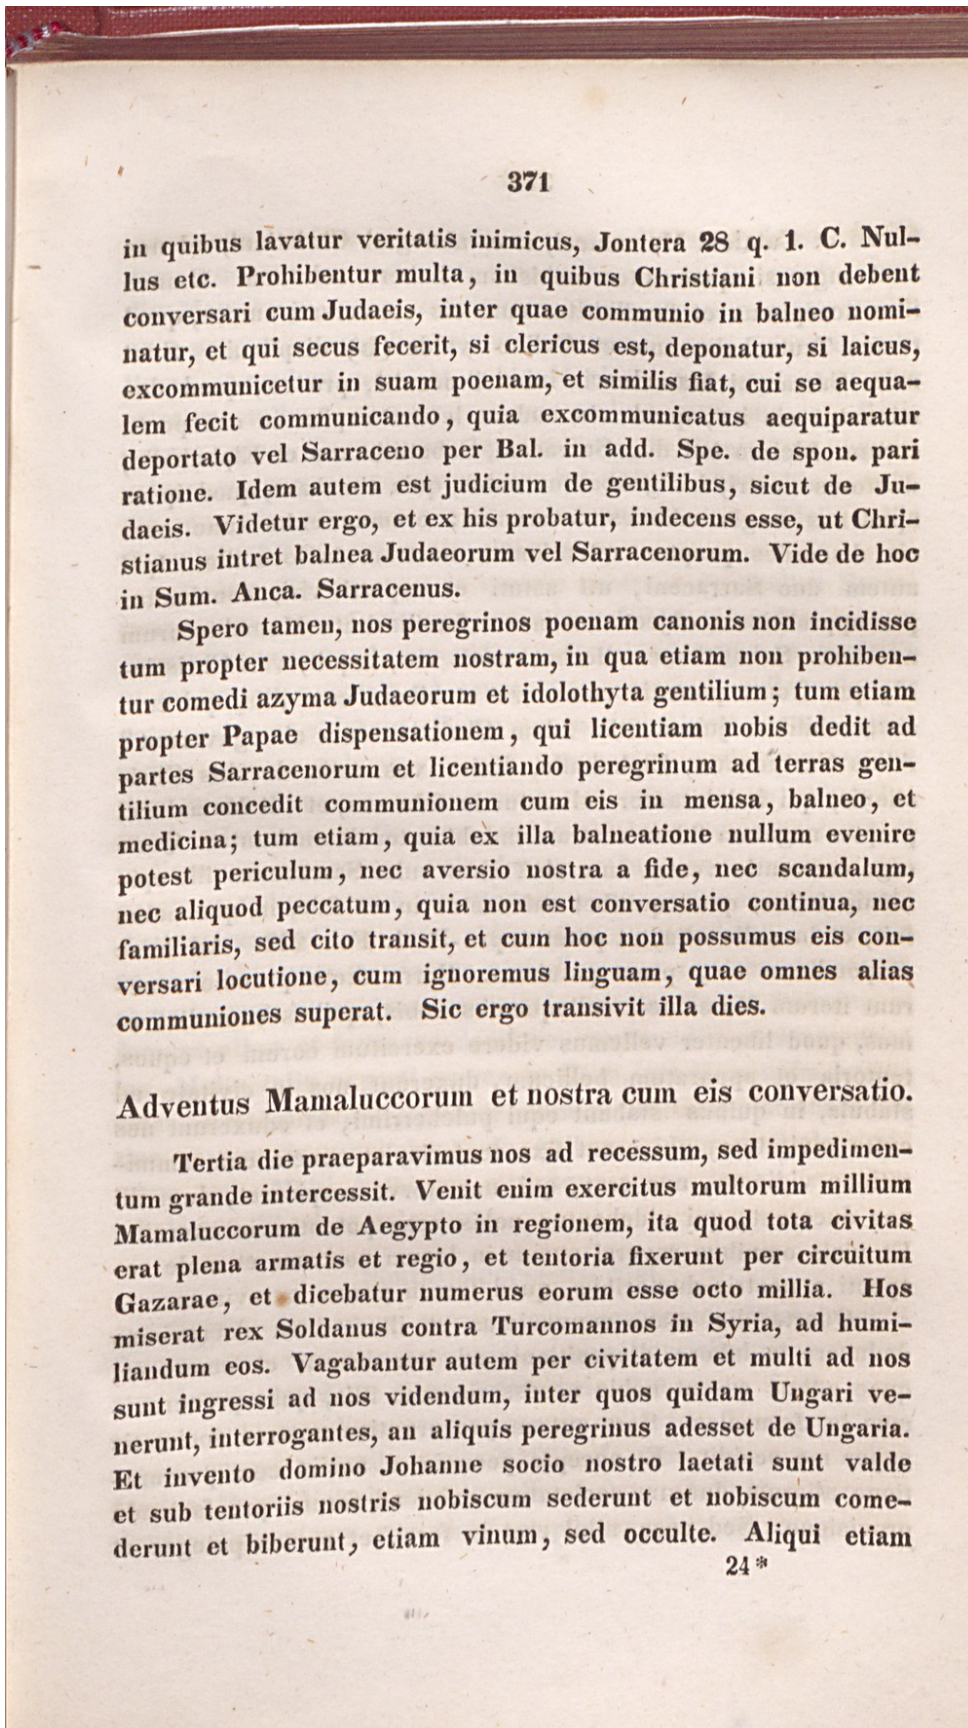 371
in quibus lavatur veritatis inimicus, Jontera 28 q. 1. C. Nul-
lus etc. Prohibentur multa, in quibus Christiani non debent
conversari cum Judaeis, inter quae communio in balneo nomi-
natur, et qui secus fecerit, si clericus est, deponatur, si laicus,
excommunicetur in suam poenam, et similis fiat, cui se aequa-
lem fecit communicando, quia excommunicatus aequiparatur
deportato vel Sarraceno per Bal. in add. Spe. de spon. pari
ratione. Idem autem est judicium de gentilibus, sicut de Ju-
daeis. Videtur ergo, et ex his probatur, indecens esse, ut Chri-
stianus intret balnea Judaeorum vel Sarracenorum. Vide de hoc
in Sum. Anca. Sarracenus.
Spero tamen, nos peregrinos poenam canonis non incidisse
tum propter necessitatem nostram, in qua etiam non prohiben-
tur comedi azyma Judaeorum et idolothyta gentilium; tum etiam
propter Papae dispensationem, qui licentiam nobis dedit ad
partes Sarracenorum et licentiando peregrinum ad terras gen-
tilium concedit communionem cum eis in mensa, balneo, et
medicina; tum etiam, quia ex illa balneatione nullum evenire
potest periculum, nec aversio nostra a fide, nec scandalum,
nec aliquod peccatum, quia non est conversatio continua, nec
familiaris, sed cito transit, et cum hoc non possumus eis con-
versari locutione, cum ignoremus linguam, quae omnes alias
communiones superat. Sic ergo transivit illa dies.
Adventus Mamaluccorum et nostra cum eis conversatio.
Tertia die praeparavimus nos ad recessum, sed impedimen-
tum grande intercessit. Venit enim exercitus multorum millium
Mamaluccorum de Aegypto in regionem, ita quod tota civitas
erat plena armatis et regio, et tentoria fixerunt per circuitum
Gazarae, et dicebatur numerus eorum esse octo millia. Hos
miserat rex Soldanus contra Turcomannos in Syria, ad humi-
liandum eos. Vagabantur autem per civitatem et multi ad nos
sunt ingressi ad nos videndum, inter quos quidam Ungari ve-
nerunt, interrogantes, an aliquis peregrinus adesset de Ungaria.
Et invento domino Johanne socio nostro laetati sunt valde
et sub tentoriis nostris nobiscum sederunt et nobiscum come-
derunt et biberunt, etiam vinum, sed occulte. Aliqui etiam
24*